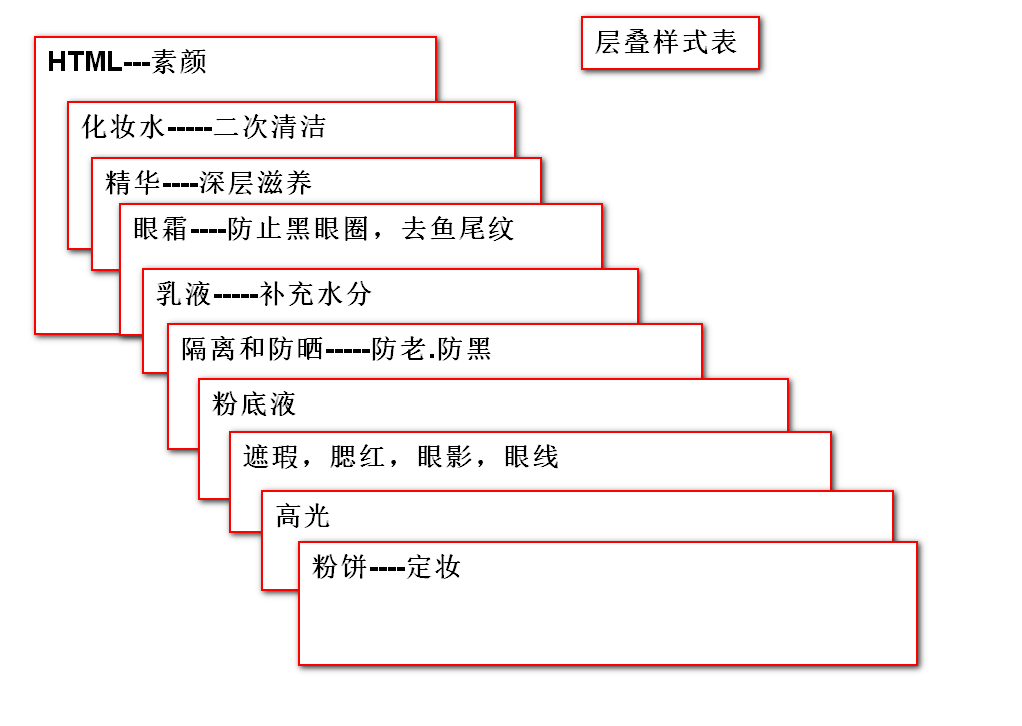 层叠样式表
HTML---素颜
化妆水-----二次清洁
精华----深层滋养
眼霜----防止黑眼圈，去鱼尾纹
乳液-----补充水分
隔离和防晒-----防老.防黑
粉底液
遮瑕，腮红，眼影，眼线
高光
粉饼----定妆